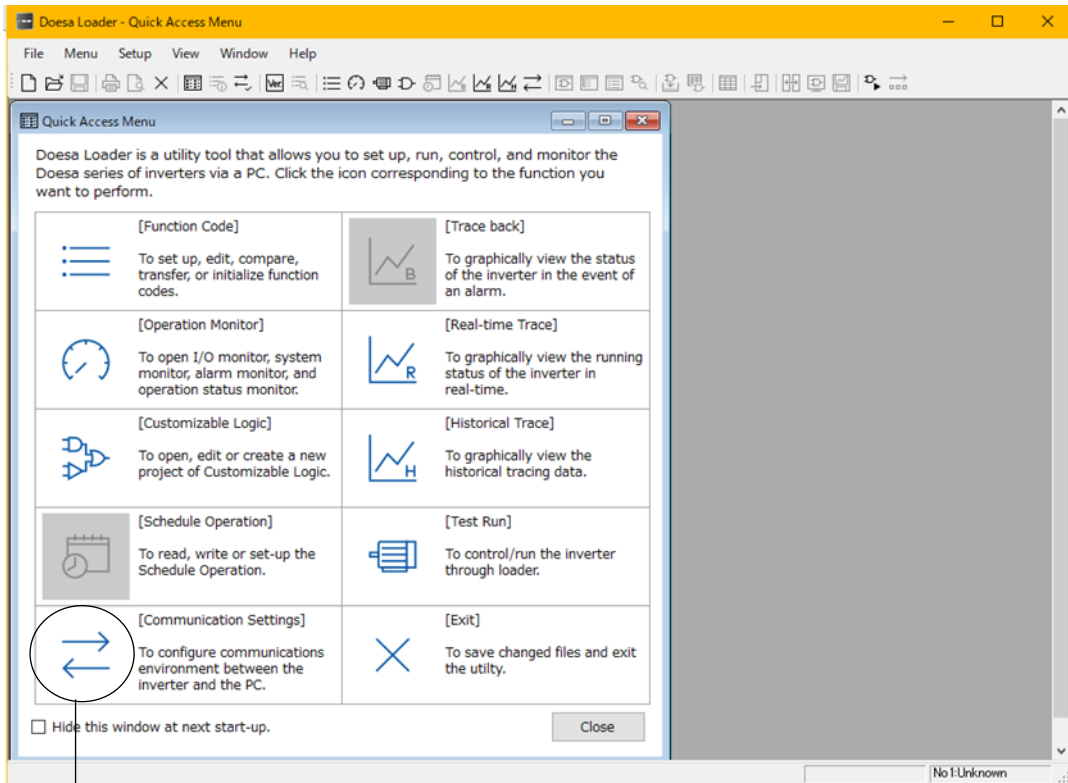 Doesa Loader - Quick Access Menu
File Menu Setup View Window Help
Ver.
Quick Access Menu
Doesa Loader is a utility tool that allows you to set up, run, control, and monitor the
Doesa series of inverters via a PC. Click the icon corresponding to the function you
want to perform.
[Function Code]
To set up, edit, compare,
transfer, or initialize function
codes.
B
[Trace back]
To graphically view the status
of the inverter in the event of
an alarm.
[Operation Monitor]
To open I/O monitor, system
monitor, alarm monitor, and
operation status monitor.
R
[Real-time Trace]
To graphically view the running
status of the inverter in
real-time.
[Customizable Logic]
To open, edit or create a new
project of Customizable Logic.
H
[Historical Trace]
To graphically view the
historical tracing data.
[Schedule Operation]
To read, write or set-up the
Schedule Operation.
[Test Run]
To control/run the inverter
through loader.
[Communication Settings]
To configure communications
environment between the
inverter and the PC.
[Exit]
To save changed files and exit
the utilty.
Hide this window at next start-up.
Close
No1:Unknown